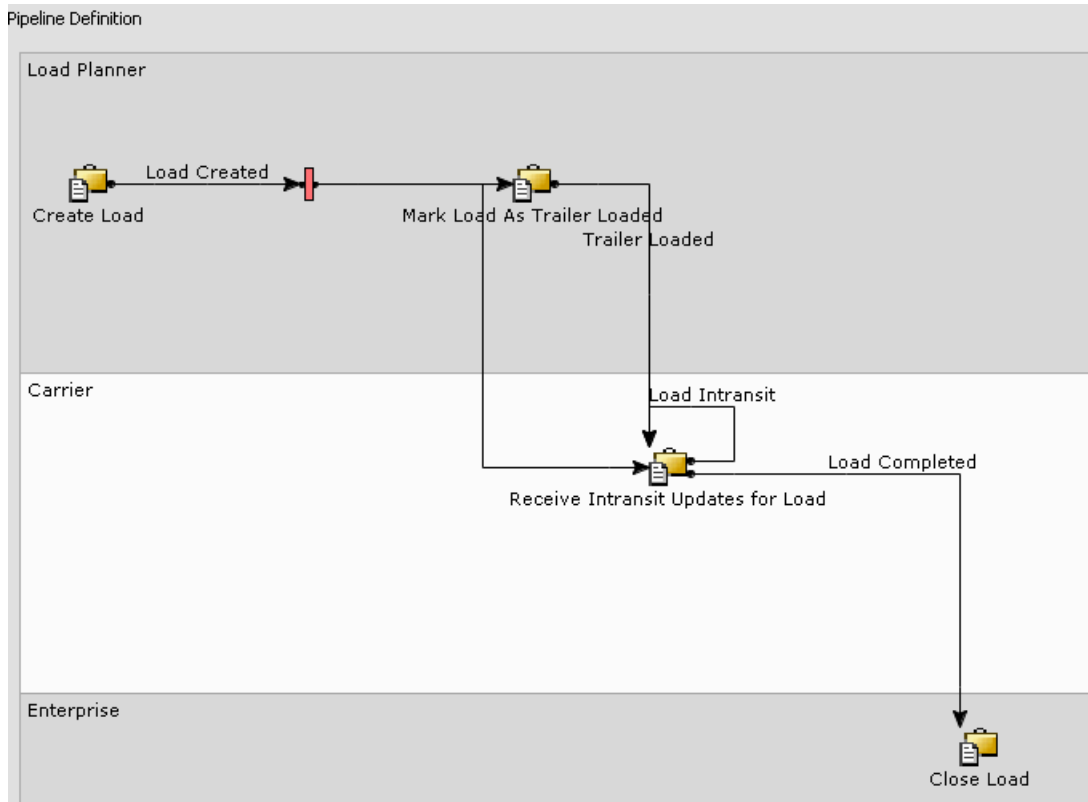 Pipeline Definition
Load Planner
Load Created
Create Load
Mark Load As Trailer Loaded
Trailer Loaded
Carrier
Load Intransit
Load Completed
Receive Intransit Updates for Load
Enterprise
Close Load